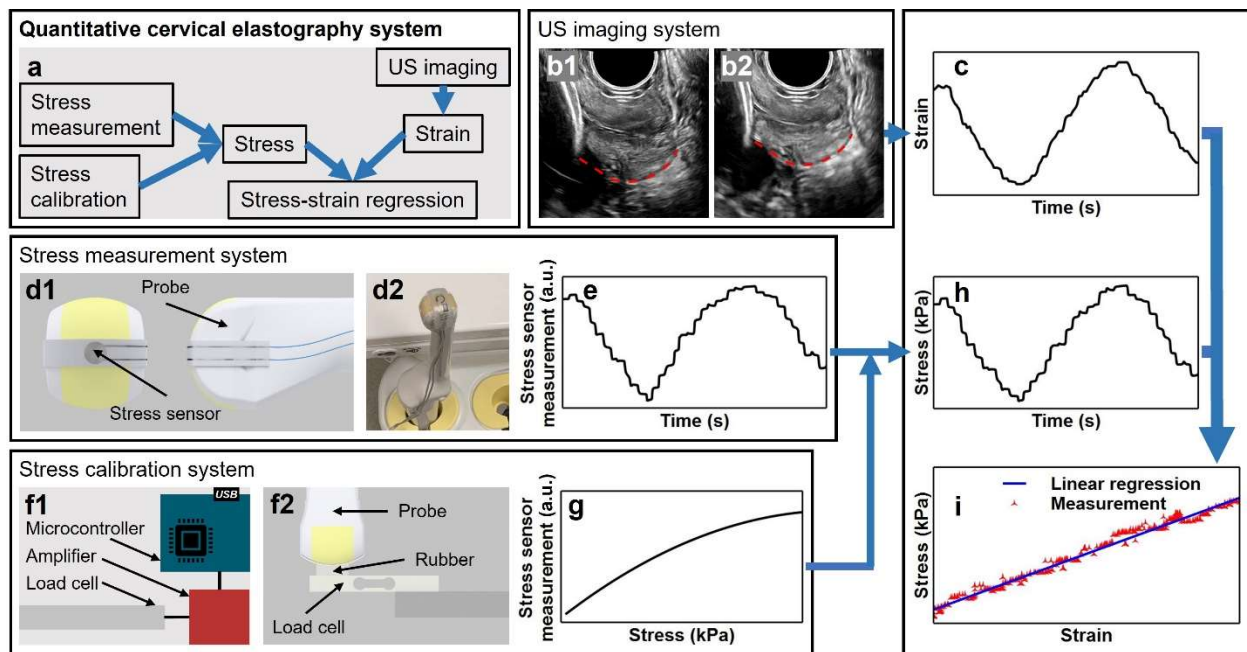 Quantitative cervical elastography system
a
US imaging
Stress
measurement
Stress
Strain
Stress
calibration
Stress-strain regression
US imaging system
b1
b2
c
Strain
Time (s)
Stress measurement system
d1
Probe
Stress sensor
d2
e
Stress sensor
measurement (a.u.)
Time (s)
h
Stress (kPa)
Time (s)
Stress calibration system
f1
USB
Microcontroller
Amplifier
Load cell
f2
Probe
Rubber
Load cell
g
Stress sensor
measurement (a.u.)
Stress (kPa)
i
Linear regression
Measurement
Stress (kPa)
Strain